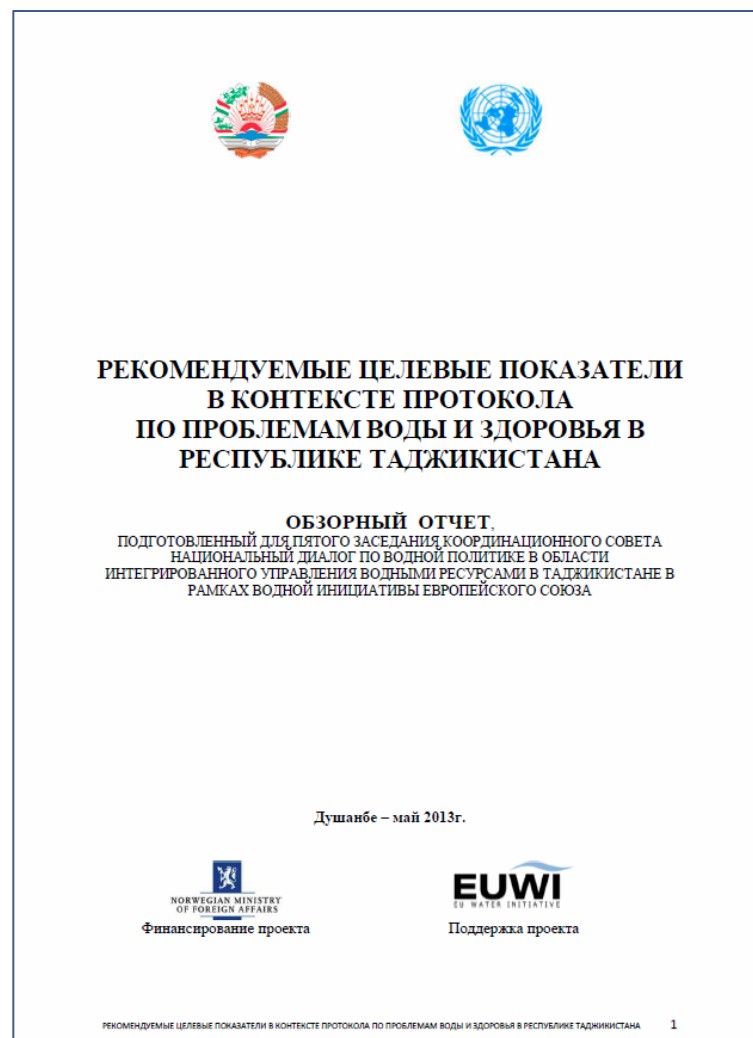 РЕКОМЕНДУЕМЫЕ ЦЕЛЕВЫЕ ПОКАЗАТЕЛИ
В КОНТЕКСТЕ ПРОТОКОЛА
ПО ПРОБЛЕМАМ ВОДЫ И ЗДОРОВЬЯ В
РЕСПУБЛИКЕ ТАДЖИКИСТАНА
ОБЗОРНЫЙ ОТЧЕТ,
ПОДГОТОВЛЕННЫЙ ДЛЯ ПЯТОГО ЗАСЕДАНИЯ КООРДИНАЦИОННОГО СОВЕТА
НАЦИОНАЛЬНЫЙ ДИАЛОГ ПО ВОДНОЙ ПОЛИТИКЕ В ОБЛАСТИ
ИНТЕГРИРОВАННОГО УПРАВЛЕНИЯ ВОДНЫМИ РЕСУРСАМИ В ТАДЖИКИСТАНЕ В
РАМКАХ ВОДНОЙ ИНИЦИАТИВЫ ЕВРОПЕЙСКОГО СОЮЗА
Душанбе – май 2013г.
NORWEGIAN MINISTRY
OF FOREIGN AFFAIRS
Финансирование проекта
EUWI
EU WATER INITIATIVE
Поддержка проекта
РЕКОМЕНДУЕМЫЕ ЦЕЛЕВЫЕ ПОКАЗАТЕЛИ В КОНТЕКСТЕ ПРОТОКОЛА ПО ПРОБЛЕМАМ ВОДЫ И ЗДОРОВЬЯ В РЕСПУБЛИКЕ ТАДЖИКИСТАНА 1